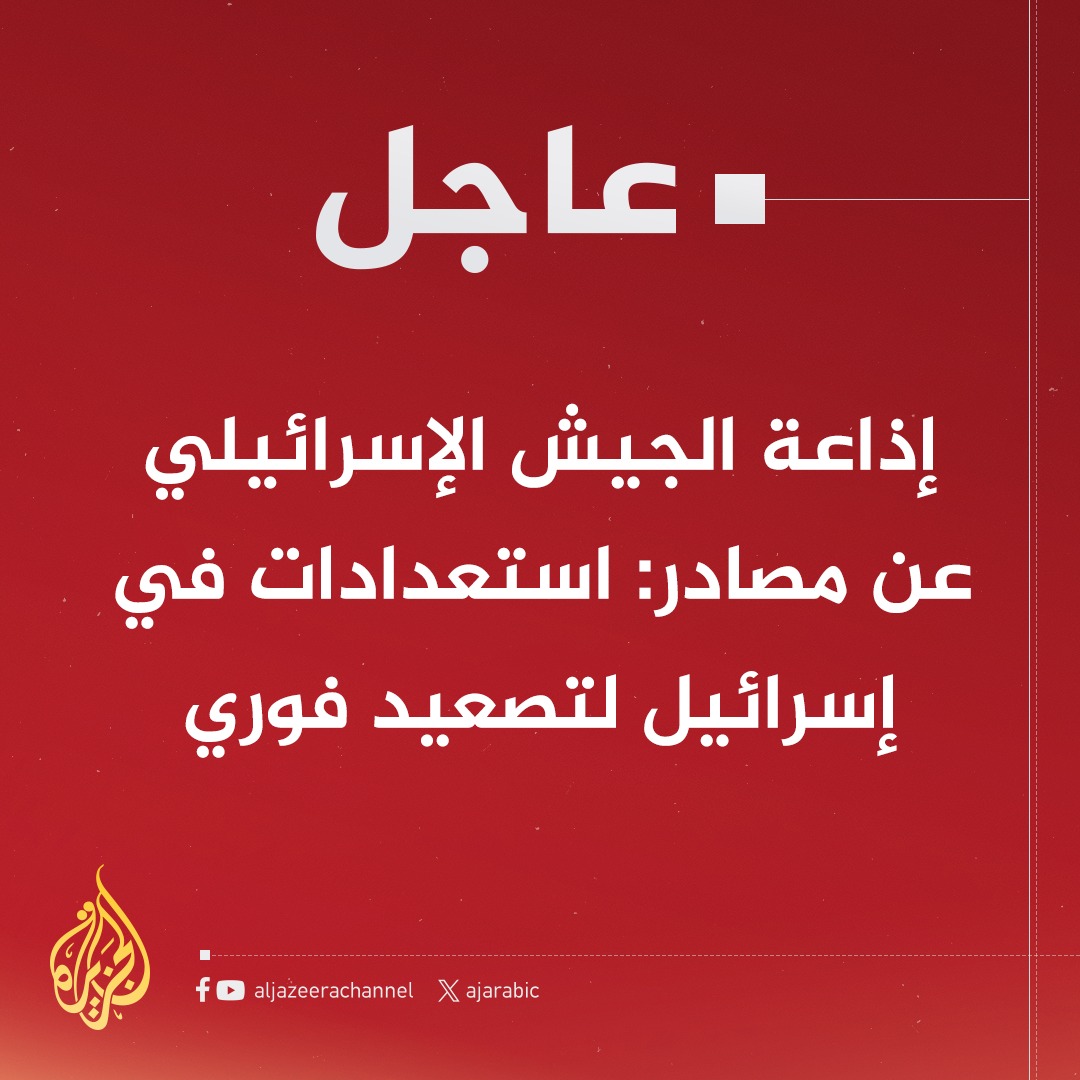 عاجل
إذاعة الجيش الإسرائيلي
عن مصادر: استعدادات في
إسرائيل لتصعيد فوري
الجزيرة
aljazeerachannel ajarabic